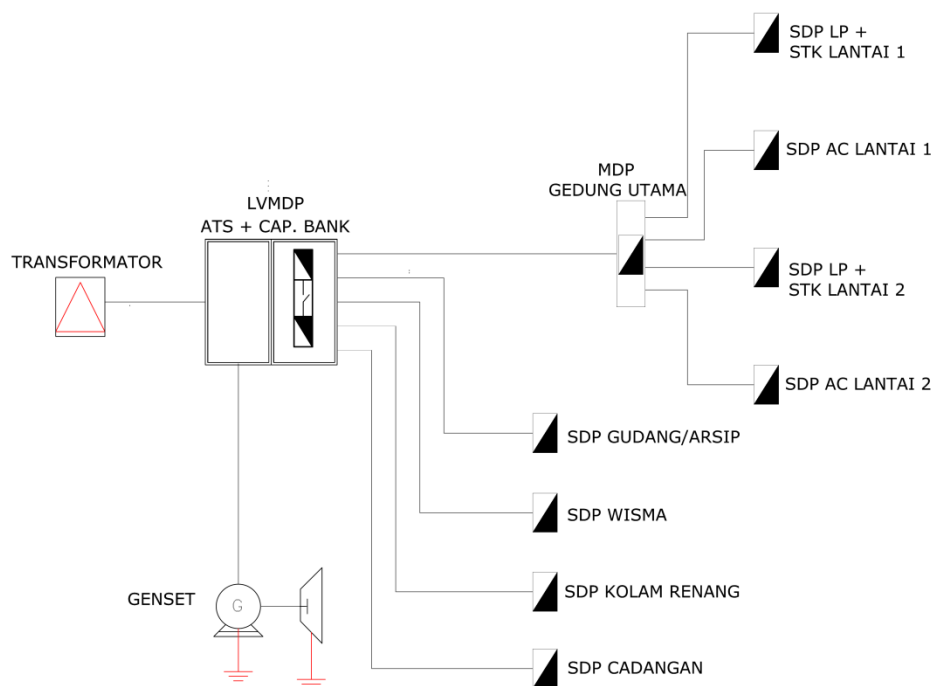 SDP LP +
STK LANTAI 1
SDP AC LANTAI 1
MDP
GEDUNG UTAMA
LVMDP
ATS + CAP. BANK
TRANSFORMATOR
SDP LP +
STK LANTAI 2
SDP AC LANTAI 2
SDP GUDANG/ARSIP
SDP WISMA
GENSET
G
SDP KOLAM RENANG
SDP CADANGAN